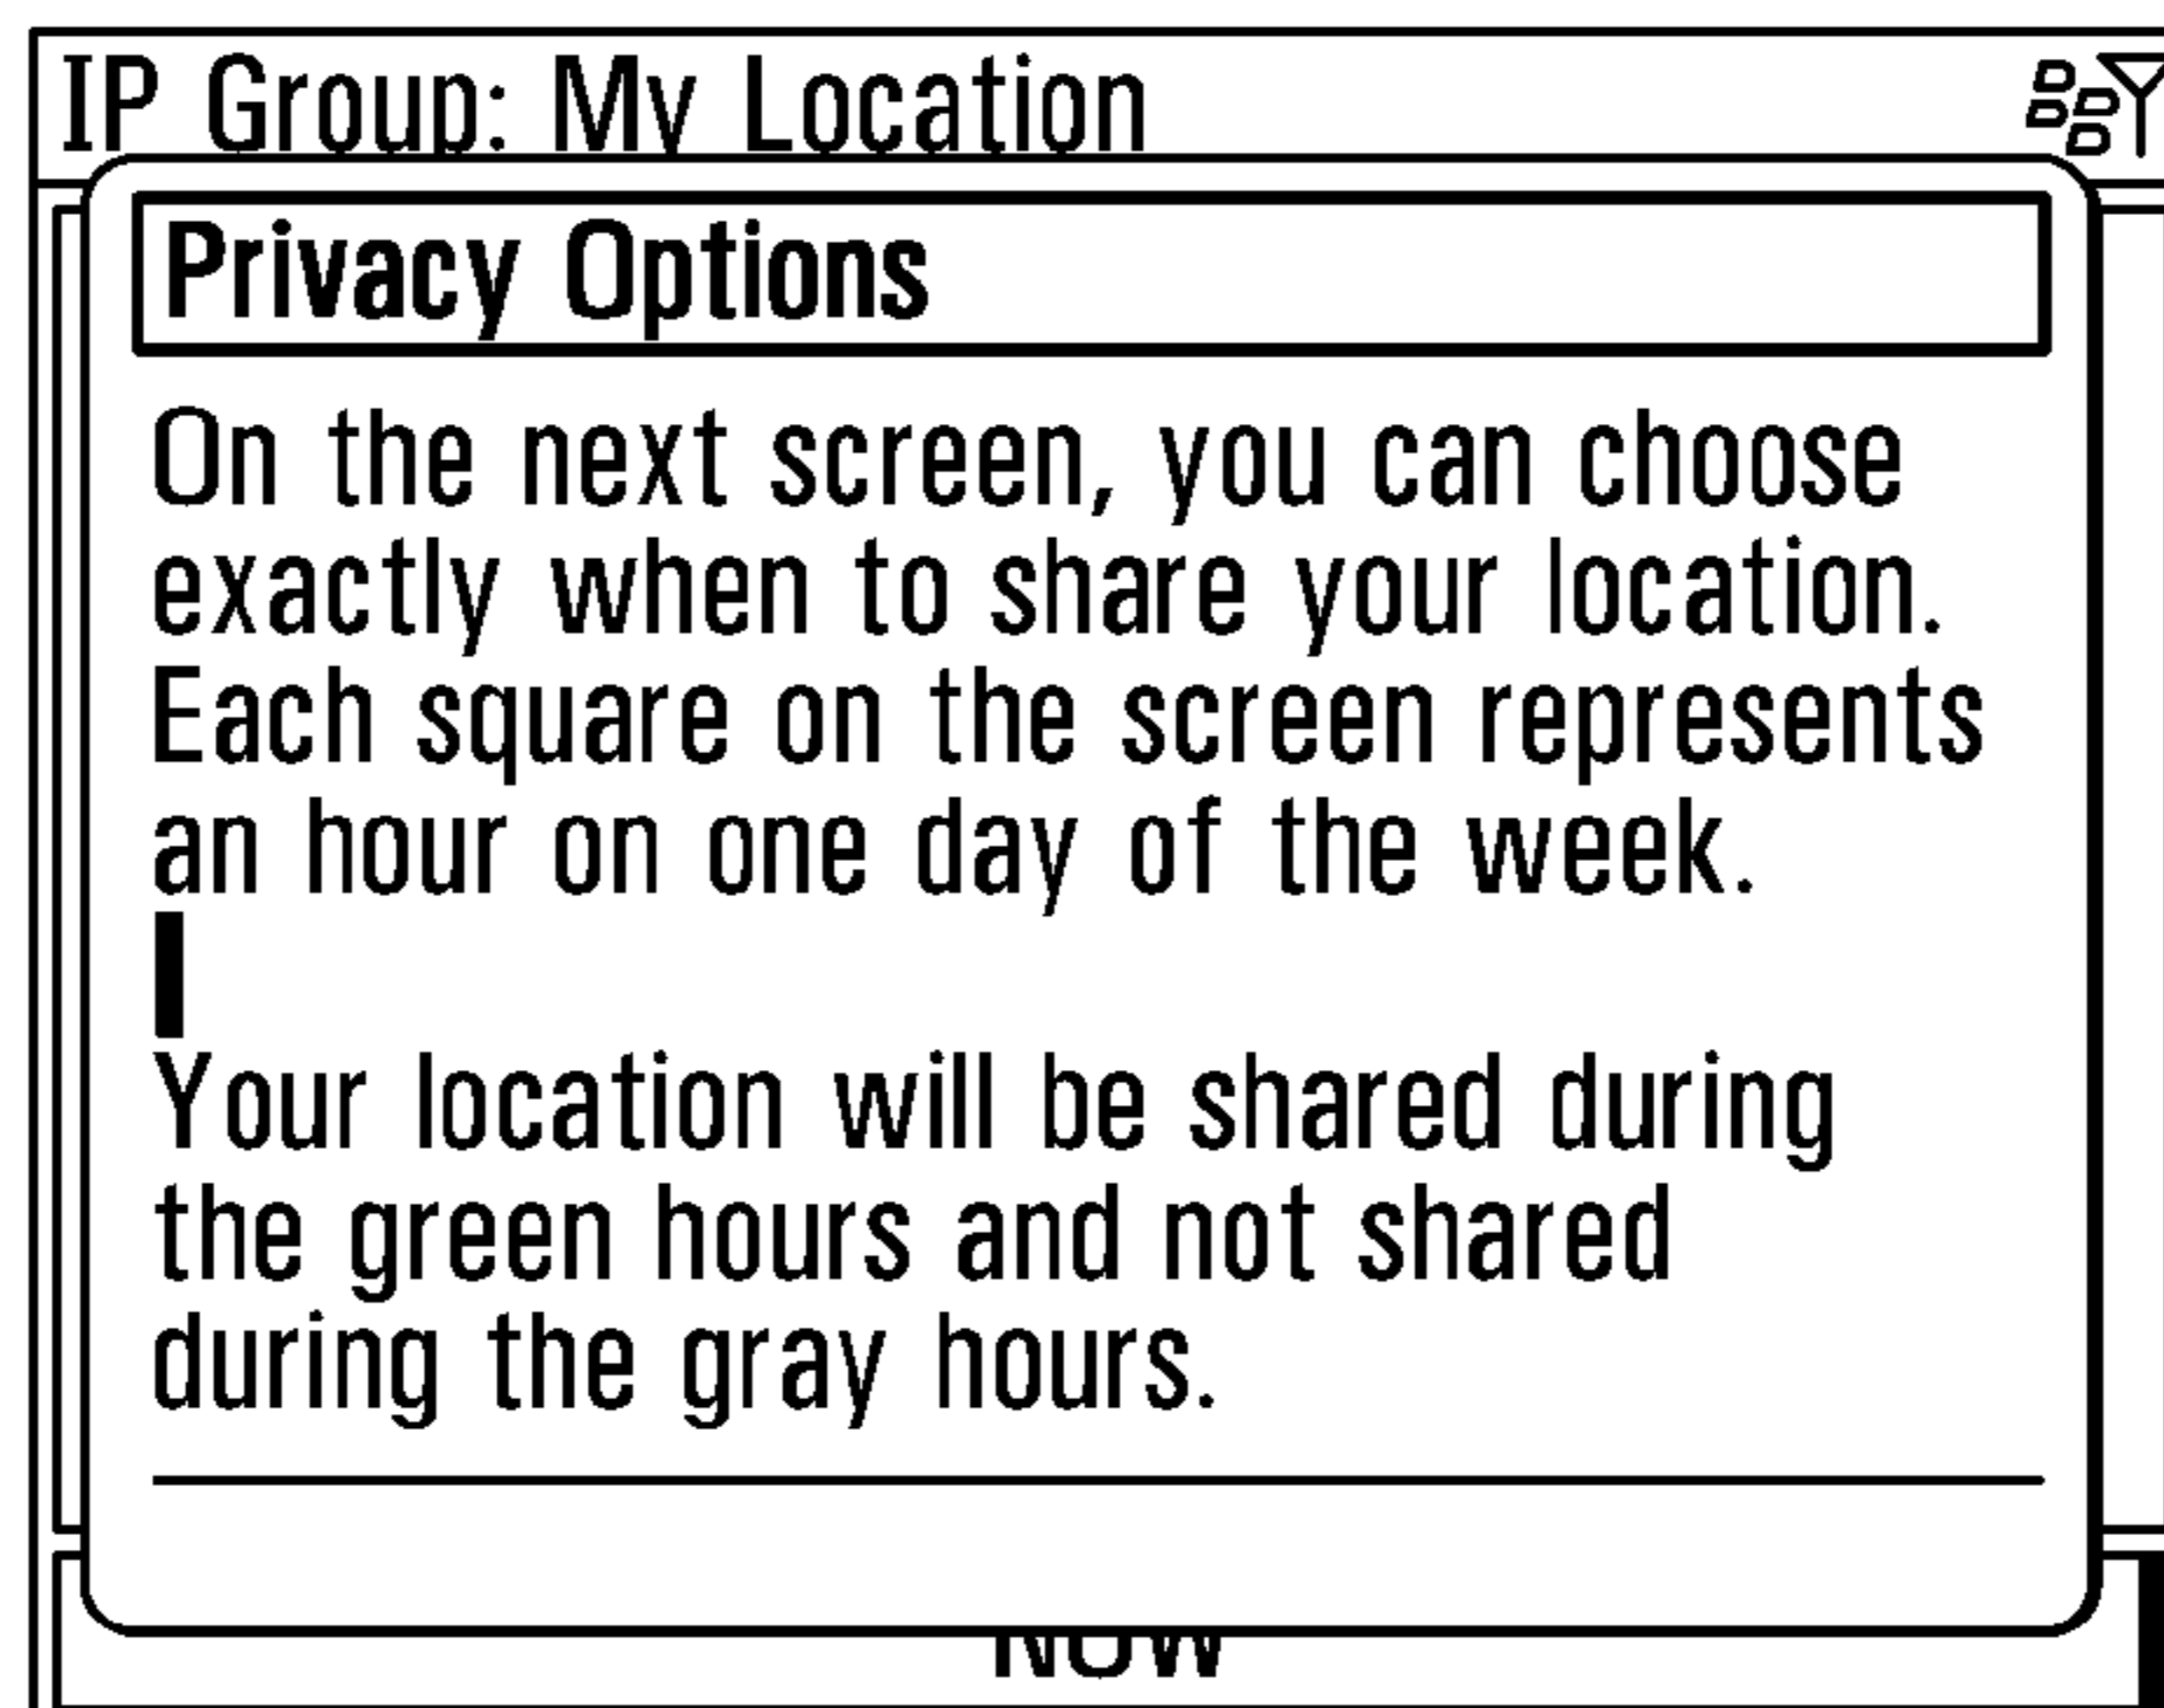 IP Group: My Location
Privacy Options
On the next screen, you can choose
exactly when to share your location.
Each square on the screen represents
an hour on one day of the week.
Your location will be shared during
the green hours and not shared
during the gray hours.